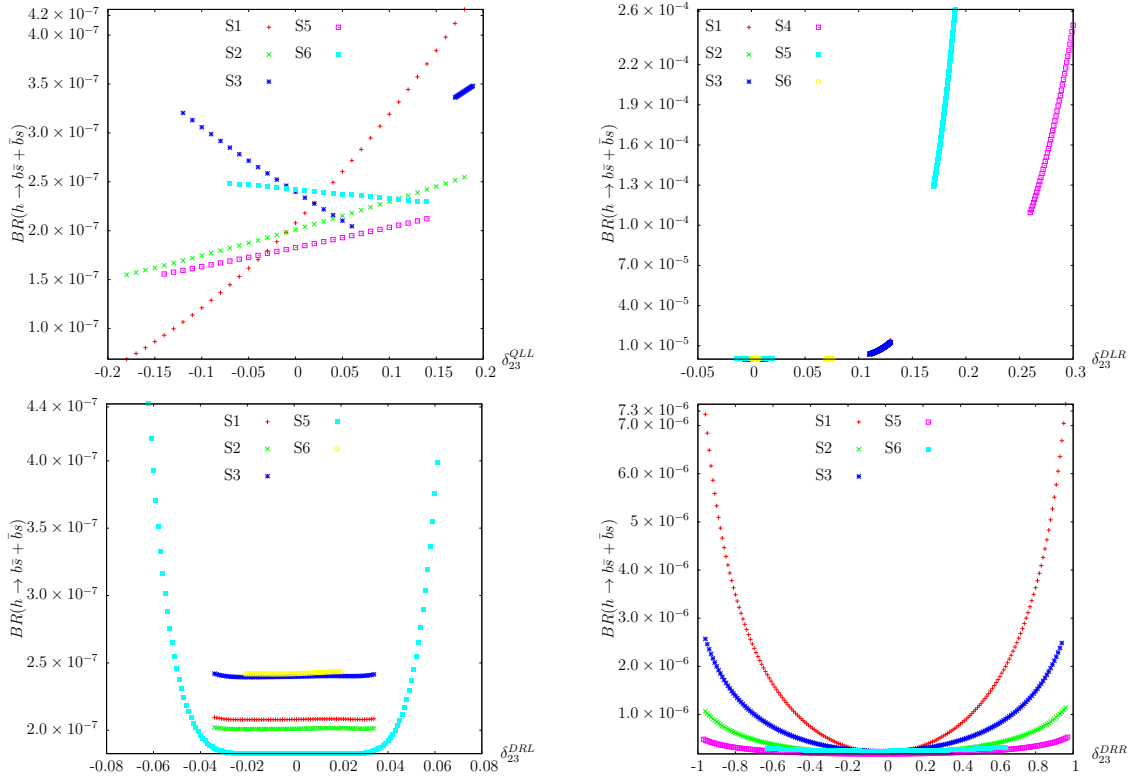 4.2 × 10⁻⁷
4.0 × 10⁻⁷
3.5 × 10⁻⁷
3.0 × 10⁻⁷
2.5 × 10⁻⁷
2.0 × 10⁻⁷
1.5 × 10⁻⁷
1.0 × 10⁻⁷
BR(h → bs̄ + b̄s)
S1 S5
S2 S6
S3
-0.2 -0.15 -0.1 -0.05 0 0.05 0.1 0.15 0.2
δ₂₃^{QLL}
2.6 × 10⁻⁴
2.4 × 10⁻⁴
1.9 × 10⁻⁴
1.6 × 10⁻⁴
1.3 × 10⁻⁴
1.0 × 10⁻⁴
7.0 × 10⁻⁵
4.0 × 10⁻⁵
1.0 × 10⁻⁵
BR(h → bs̄ + b̄s)
S1 S4
S2 S5
S3 S6
-0.05 0 0.05 0.1 0.15 0.2 0.25 0.3
δ₂₃^{DLR}
4.4 × 10⁻⁷
4.0 × 10⁻⁷
3.5 × 10⁻⁷
3.0 × 10⁻⁷
2.5 × 10⁻⁷
2.0 × 10⁻⁷
BR(h → bs̄ + b̄s)
S1 S5
S2 S6
S3
-0.08 -0.06 -0.04 -0.02 0 0.02 0.04 0.06 0.08
δ₂₃^{DRL}
7.3 × 10⁻⁶
7.0 × 10⁻⁶
6 × 10⁻⁶
5 × 10⁻⁶
4 × 10⁻⁶
3 × 10⁻⁶
2 × 10⁻⁶
1 × 10⁻⁶
BR(h → bs̄ + b̄s)
S1 S5
S2 S6
S3
-1 -0.8 -0.6 -0.4 -0.2 0 0.2 0.4 0.6 0.8 1
δ₂₃^{DRR}